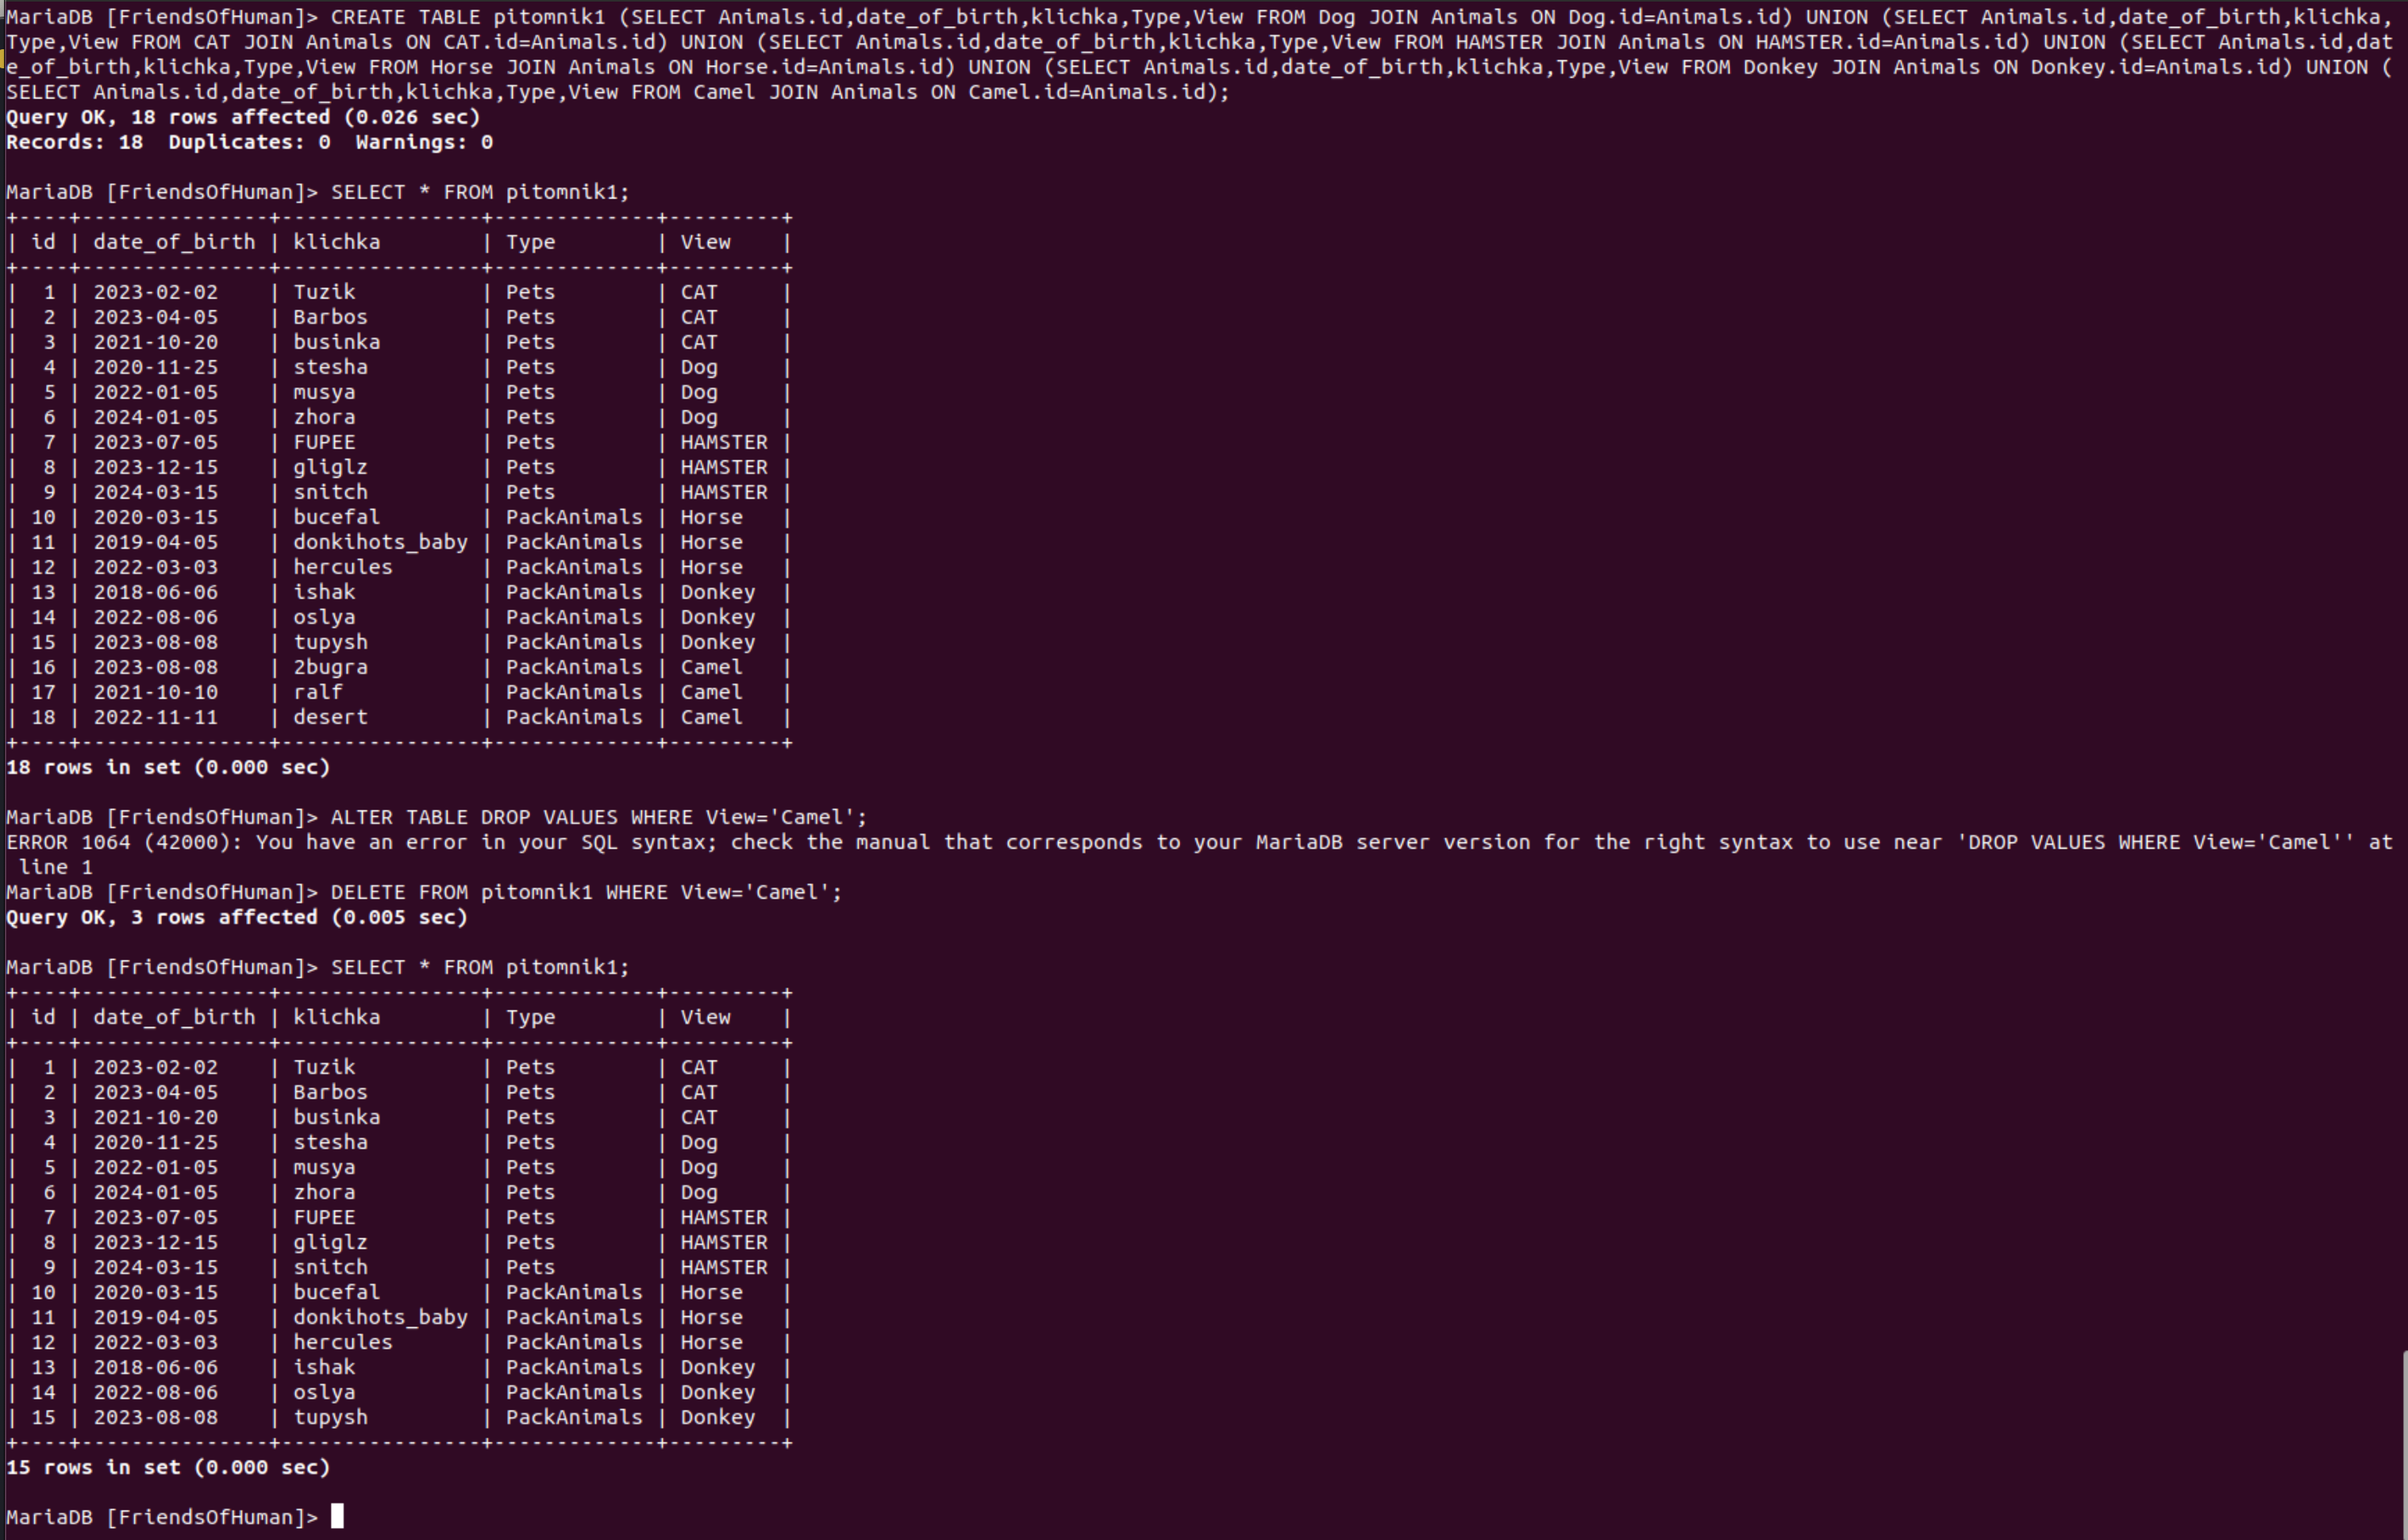 MariaDB [FriendsOfHuman]> CREATE TABLE pitomnik1 (SELECT Animals.id,date_of_birth,klichka,Type,View FROM Dog JOIN Animals ON Dog.id=Animals.id) UNION (SELECT Animals.id,date_of_birth,klichka,
Type,View FROM CAT JOIN Animals ON CAT.id=Animals.id) UNION (SELECT Animals.id,date_of_birth,klichka,Type,View FROM HAMSTER JOIN Animals ON HAMSTER.id=Animals.id) UNION (SELECT Animals.id,dat
e_of_birth,klichka,Type,View FROM Horse JOIN Animals ON Horse.id=Animals.id) UNION (SELECT Animals.id,date_of_birth,klichka,Type,View FROM Donkey JOIN Animals ON Donkey.id=Animals.id) UNION (
SELECT Animals.id,date_of_birth,klichka,Type,View FROM Camel JOIN Animals ON Camel.id=Animals.id);
Query OK, 18 rows affected (0.026 sec)
Records: 18  Duplicates: 0  Warnings: 0
MariaDB [FriendsOfHuman]> SELECT * FROM pitomnik1;
+----+---------------+----------------+-------------+---------+
| id | date_of_birth | klichka        | Type        | View    |
+----+---------------+----------------+-------------+---------+
|  1 | 2023-02-02    | Tuzik          | Pets        | CAT     |
|  2 | 2023-04-05    | Barbos         | Pets        | CAT     |
|  3 | 2021-10-20    | businka        | Pets        | CAT     |
|  4 | 2020-11-25    | stesha         | Pets        | Dog     |
|  5 | 2022-01-05    | musya          | Pets        | Dog     |
|  6 | 2024-01-05    | zhora          | Pets        | Dog     |
|  7 | 2023-07-05    | FUPEE          | Pets        | HAMSTER |
|  8 | 2023-12-15    | gliglz         | Pets        | HAMSTER |
|  9 | 2024-03-15    | snitch         | Pets        | HAMSTER |
| 10 | 2020-03-15    | bucefal        | PackAnimals | Horse   |
| 11 | 2019-04-05    | donkihots_baby | PackAnimals | Horse   |
| 12 | 2022-03-03    | hercules       | PackAnimals | Horse   |
| 13 | 2018-06-06    | ishak          | PackAnimals | Donkey  |
| 14 | 2022-08-06    | oslya          | PackAnimals | Donkey  |
| 15 | 2023-08-08    | tupysh         | PackAnimals | Donkey  |
| 16 | 2023-08-08    | 2bugra         | PackAnimals | Camel   |
| 17 | 2021-10-10    | ralf           | PackAnimals | Camel   |
| 18 | 2022-11-11    | desert         | PackAnimals | Camel   |
+----+---------------+----------------+-------------+---------+
18 rows in set (0.000 sec)
MariaDB [FriendsOfHuman]> ALTER TABLE DROP VALUES WHERE View='Camel';
ERROR 1064 (42000): You have an error in your SQL syntax; check the manual that corresponds to your MariaDB server version for the right syntax to use near 'DROP VALUES WHERE View='Camel'' at
 line 1
MariaDB [FriendsOfHuman]> DELETE FROM pitomnik1 WHERE View='Camel';
Query OK, 3 rows affected (0.005 sec)
MariaDB [FriendsOfHuman]> SELECT * FROM pitomnik1;
+----+---------------+----------------+-------------+---------+
| id | date_of_birth | klichka        | Type        | View    |
+----+---------------+----------------+-------------+---------+
|  1 | 2023-02-02    | Tuzik          | Pets        | CAT     |
|  2 | 2023-04-05    | Barbos         | Pets        | CAT     |
|  3 | 2021-10-20    | businka        | Pets        | CAT     |
|  4 | 2020-11-25    | stesha         | Pets        | Dog     |
|  5 | 2022-01-05    | musya          | Pets        | Dog     |
|  6 | 2024-01-05    | zhora          | Pets        | Dog     |
|  7 | 2023-07-05    | FUPEE          | Pets        | HAMSTER |
|  8 | 2023-12-15    | gliglz         | Pets        | HAMSTER |
|  9 | 2024-03-15    | snitch         | Pets        | HAMSTER |
| 10 | 2020-03-15    | bucefal        | PackAnimals | Horse   |
| 11 | 2019-04-05    | donkihots_baby | PackAnimals | Horse   |
| 12 | 2022-03-03    | hercules       | PackAnimals | Horse   |
| 13 | 2018-06-06    | ishak          | PackAnimals | Donkey  |
| 14 | 2022-08-06    | oslya          | PackAnimals | Donkey  |
| 15 | 2023-08-08    | tupysh         | PackAnimals | Donkey  |
+----+---------------+----------------+-------------+---------+
15 rows in set (0.000 sec)
MariaDB [FriendsOfHuman]>